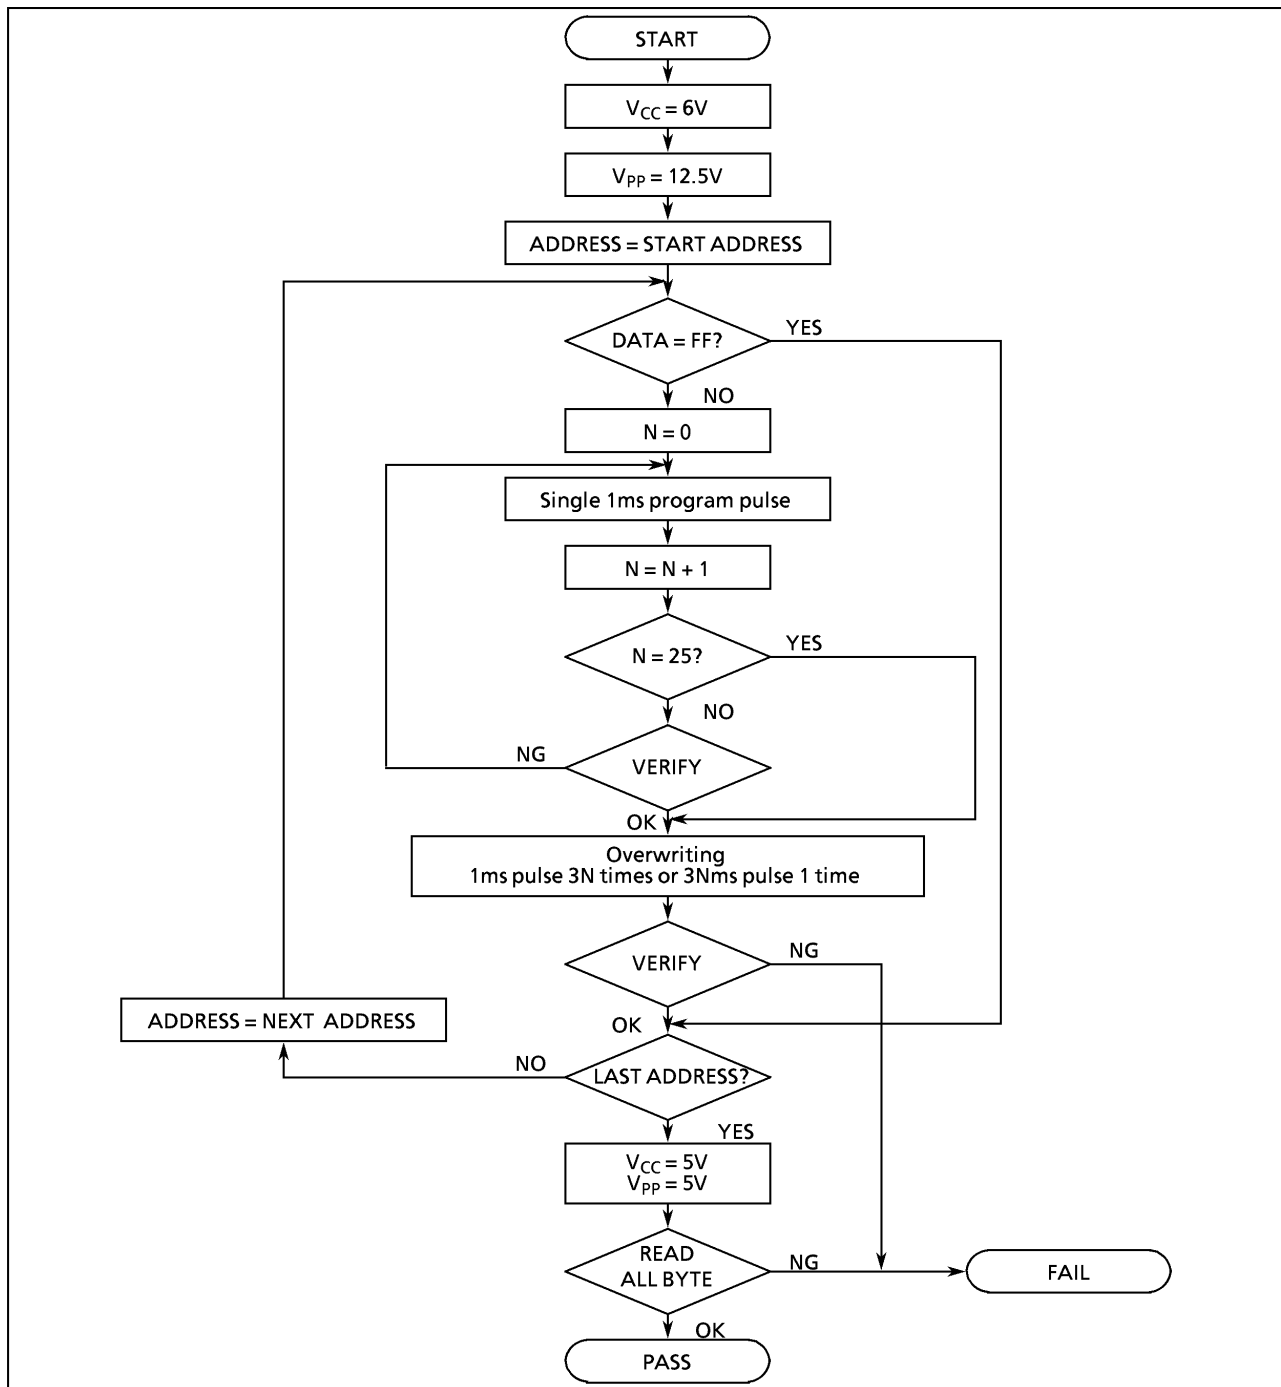 START
VCC = 6V
VPP = 12.5V
ADDRESS = START ADDRESS
DATA = FF?
YES
NO
N = 0
Single 1ms program pulse
N = N + 1
N = 25?
YES
NO
NG
VERIFY
OK
Overwriting
1ms pulse 3N times or 3Nms pulse 1 time
VERIFY
NG
ADDRESS = NEXT ADDRESS
OK
NO
LAST ADDRESS?
YES
VCC = 5V
VPP = 5V
READ
ALL BYTE
NG
FAIL
OK
PASS